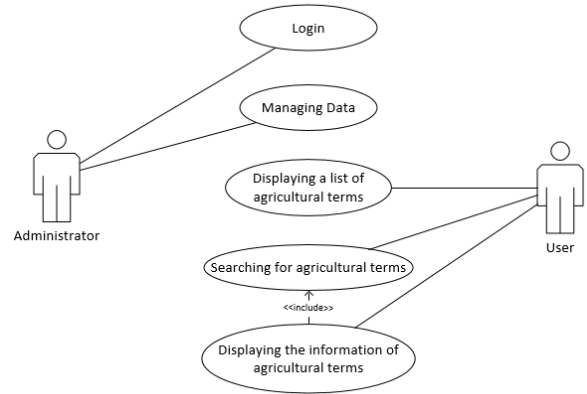 Login
Managing Data
Displaying a list of
agricultural terms
Administrator
User
Searching for agricultural terms
<<include>>
Displaying the information of
agricultural terms